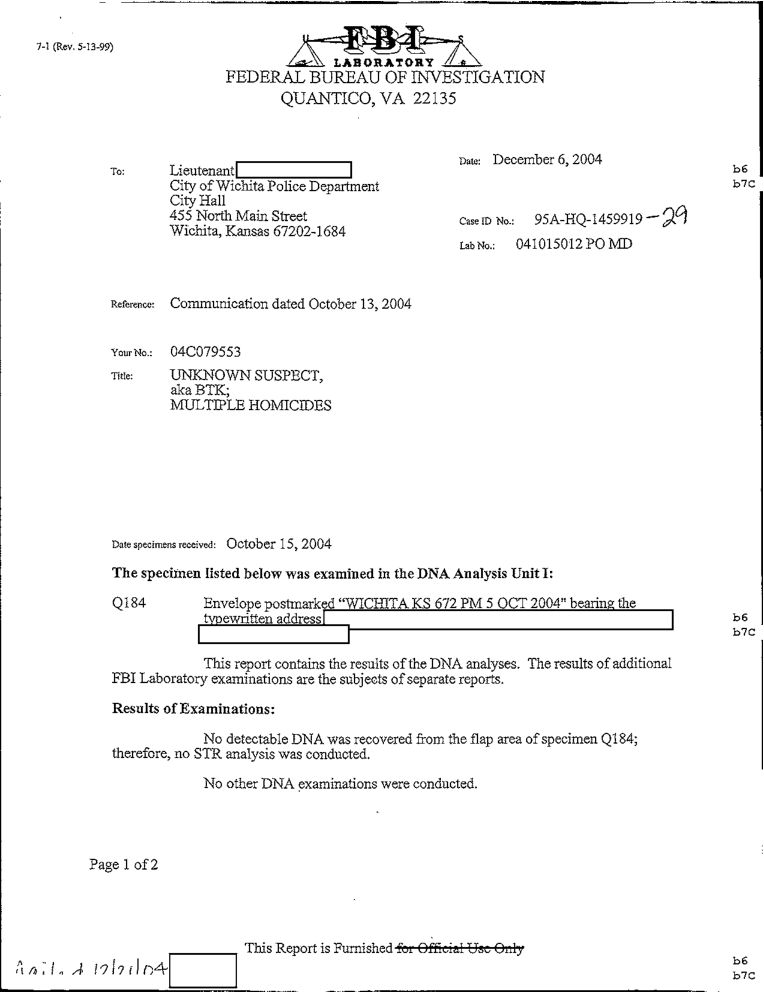 7-1 (Rev. 5-13-99)
FBI
LABORATORY
FEDERAL BUREAU OF INVESTIGATION
QUANTICO, VA 22135
Date: December 6, 2004
b6
b7C
To: Lieutenant
City of Wichita Police Department
City Hall
455 North Main Street
Wichita, Kansas 67202-1684
Case ID No.: 95A-HQ-1459919 -29
Lab No.: 041015012 PO MD
Reference: Communication dated October 13, 2004
Your No.: 04C079553
Title: UNKNOWN SUSPECT,
aka BTK;
MULTIPLE HOMICIDES
Date specimens received: October 15, 2004
The specimen listed below was examined in the DNA Analysis Unit I:
Q184 Envelope postmarked “WICHITA KS 672 PM 5 OCT 2004” bearing the
typewritten address
b6
b7C
This report contains the results of the DNA analyses. The results of additional
FBI Laboratory examinations are the subjects of separate reports.
Results of Examinations:
No detectable DNA was recovered from the flap area of specimen Q184;
therefore, no STR analysis was conducted.
No other DNA examinations were conducted.
Page 1 of 2
This Report is Furnished for Official Use Only
12/21/04
b6
b7C